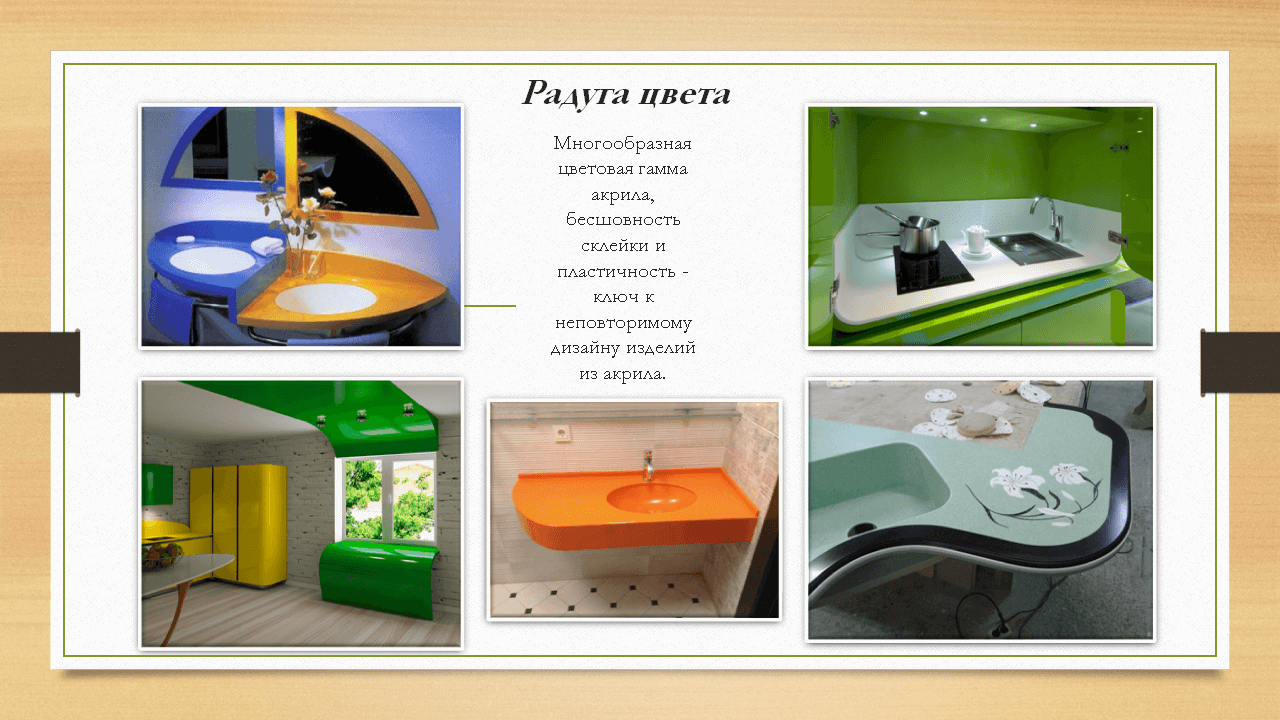 Радуга цвета
Многообразная
цветовая гамма
акрила,
бесшовность
склейки и
пластичность -
ключ к
неповторимому
дизайну изделий
из акрила.